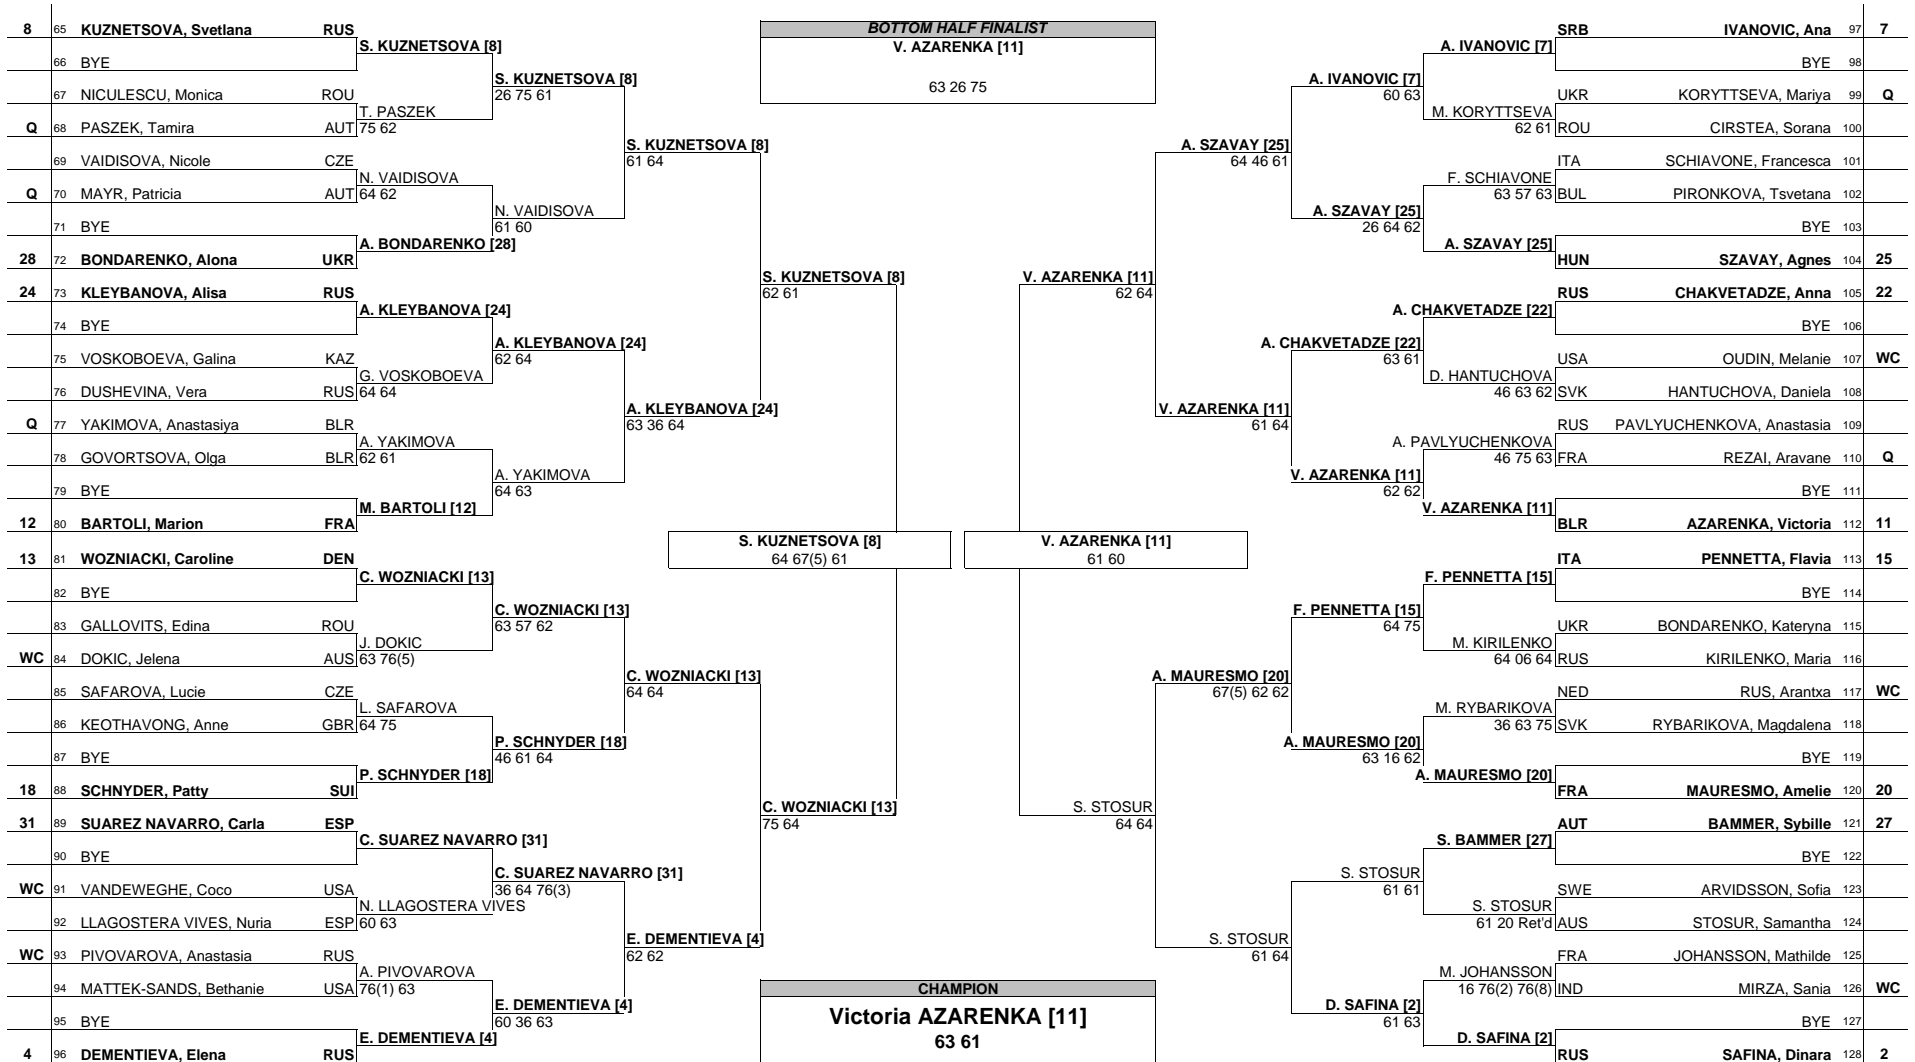 8 65 KUZNETSOVA, Svetlana RUS
S. KUZNETSOVA [8]
66 BYE
S. KUZNETSOVA [8]
26 75 61
67 NICULESCU, Monica ROU
T. PASZEK
Q 68 PASZEK, Tamira AUT 75 62
S. KUZNETSOVA [8]
61 64
69 VAIDISOVA, Nicole CZE
N. VAIDISOVA
Q 70 MAYR, Patricia AUT 64 62
N. VAIDISOVA
61 60
71 BYE
A. BONDARENKO [28]
28 72 BONDARENKO, Alona UKR
S. KUZNETSOVA [8]
62 61
24 73 KLEYBANOVA, Alisa RUS
A. KLEYBANOVA [24]
74 BYE
A. KLEYBANOVA [24]
62 64
75 VOSKOBOEVA, Galina KAZ
G. VOSKOBOEVA
76 DUSHEVINA, Vera RUS 64 64
A. KLEYBANOVA [24]
63 36 64
Q 77 YAKIMOVA, Anastasiya BLR
A. YAKIMOVA
78 GOVORTSOVA, Olga BLR 62 61
A. YAKIMOVA
64 63
79 BYE
M. BARTOLI [12]
12 80 BARTOLI, Marion FRA
S. KUZNETSOVA [8]
64 67(5) 61
13 81 WOZNIACKI, Caroline DEN
C. WOZNIACKI [13]
82 BYE
C. WOZNIACKI [13]
63 57 62
83 GALLOVITS, Edina ROU
J. DOKIC
WC 84 DOKIC, Jelena AUS 63 76(5)
C. WOZNIACKI [13]
64 64
85 SAFAROVA, Lucie CZE
L. SAFAROVA
86 KEOTHAVONG, Anne GBR 64 75
P. SCHNYDER [18]
46 61 64
87 BYE
P. SCHNYDER [18]
18 88 SCHNYDER, Patty SUI
C. WOZNIACKI [13]
75 64
31 89 SUAREZ NAVARRO, Carla ESP
C. SUAREZ NAVARRO [31]
90 BYE
C. SUAREZ NAVARRO [31]
36 64 76(3)
WC 91 VANDEWEGHE, Coco USA
N. LLAGOSTERA VIVES
92 LLAGOSTERA VIVES, Nuria ESP 60 63
E. DEMENTIEVA [4]
62 62
WC 93 PIVOVAROVA, Anastasia RUS
A. PIVOVAROVA
94 MATTEK-SANDS, Bethanie USA 76(1) 63
E. DEMENTIEVA [4]
60 36 63
95 BYE
E. DEMENTIEVA [4]
4 96 DEMENTIEVA, Elena RUS
BOTTOM HALF FINALIST
V. AZARENKA [11]
63 26 75
SRB IVANOVIC, Ana 97 7
A. IVANOVIC [7]
BYE 98
A. IVANOVIC [7]
60 63
UKR KORYTTSEVA, Mariya 99 Q
M. KORYTTSEVA
62 61 ROU CIRSTEA, Sorana 100
A. SZAVAY [25]
64 46 61
ITA SCHIAVONE, Francesca 101
F. SCHIAVONE
63 57 63 BUL PIRONKOVA, Tsvetana 102
A. SZAVAY [25]
26 64 62
BYE 103
A. SZAVAY [25]
HUN SZAVAY, Agnes 104 25
V. AZARENKA [11]
62 64
RUS CHAKVETADZE, Anna 105 22
A. CHAKVETADZE [22]
BYE 106
A. CHAKVETADZE [22]
63 61
USA OUDIN, Melanie 107 WC
D. HANTUCHOVA
46 63 62 SVK HANTUCHOVA, Daniela 108
V. AZARENKA [11]
61 64
RUS PAVLYUCHENKOVA, Anastasia 109
A. PAVLYUCHENKOVA
46 75 63 FRA REZAI, Aravane 110 Q
V. AZARENKA [11]
62 62
BYE 111
V. AZARENKA [11]
BLR AZARENKA, Victoria 112 11
V. AZARENKA [11]
61 60
ITA PENNETTA, Flavia 113 15
F. PENNETTA [15]
BYE 114
F. PENNETTA [15]
64 75
UKR BONDARENKO, Kateryna 115
M. KIRILENKO
64 06 64 RUS KIRILENKO, Maria 116
A. MAURESMO [20]
67(5) 62 62
NED RUS, Arantxa 117 WC
M. RYBARIKOVA
36 63 75 SVK RYBARIKOVA, Magdalena 118
A. MAURESMO [20]
63 16 62
BYE 119
A. MAURESMO [20]
FRA MAURESMO, Amelie 120 20
S. STOSUR
64 64
AUT BAMMER, Sybille 121 27
S. BAMMER [27]
BYE 122
S. STOSUR
61 61
SWE ARVIDSSON, Sofia 123
S. STOSUR
61 20 Ret'd AUS STOSUR, Samantha 124
S. STOSUR
61 64
FRA JOHANSSON, Mathilde 125
M. JOHANSSON
16 76(2) 76(8) IND MIRZA, Sania 126 WC
D. SAFINA [2]
61 63
BYE 127
D. SAFINA [2]
RUS SAFINA, Dinara 128 2
CHAMPION
Victoria AZARENKA [11]
63 61